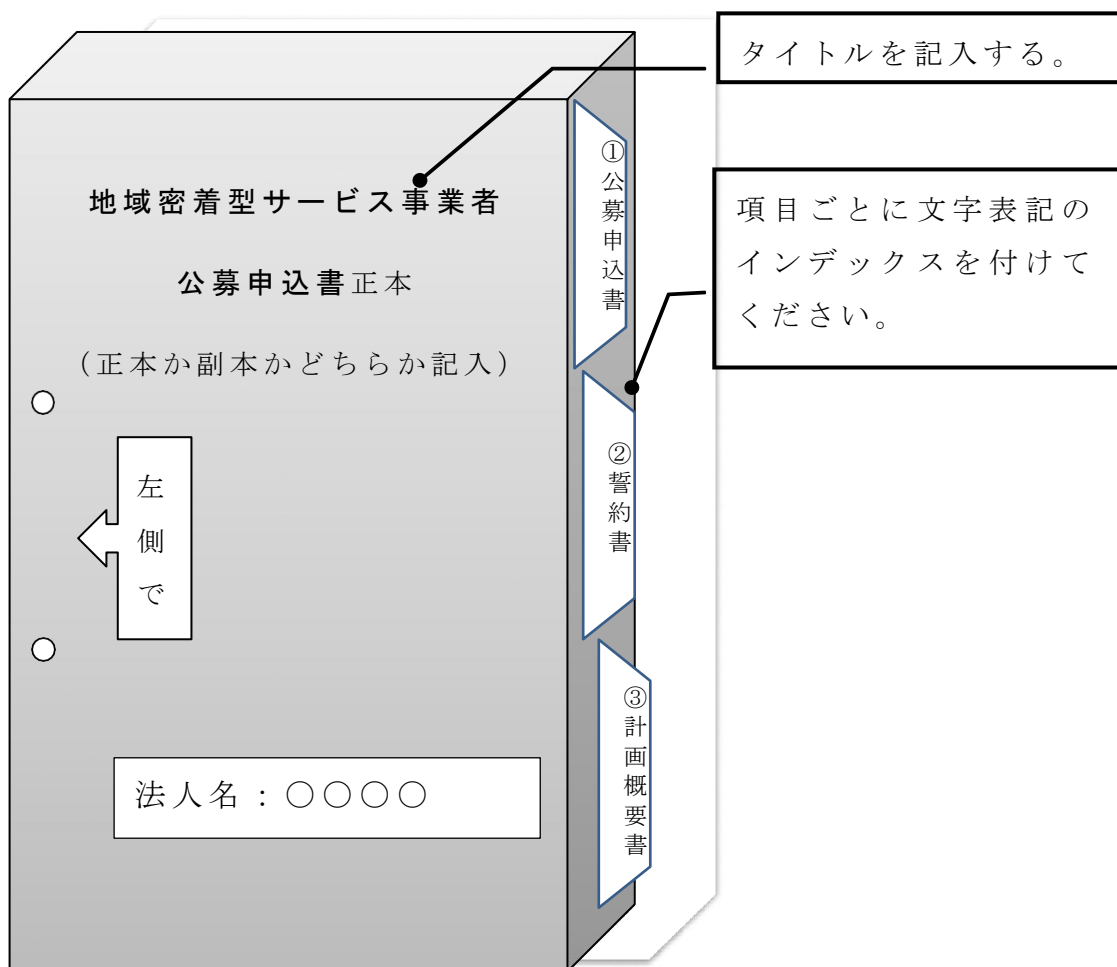 タイトルを記入する。
地域密着型サービス事業者
公募申込書正本
（正本か副本かどちらか記入）
項目ごとに文字表記の
インデックスを付けて
ください。
①公募申込書
②誓約書
③計画概要書
左側で
法人名：○○○○